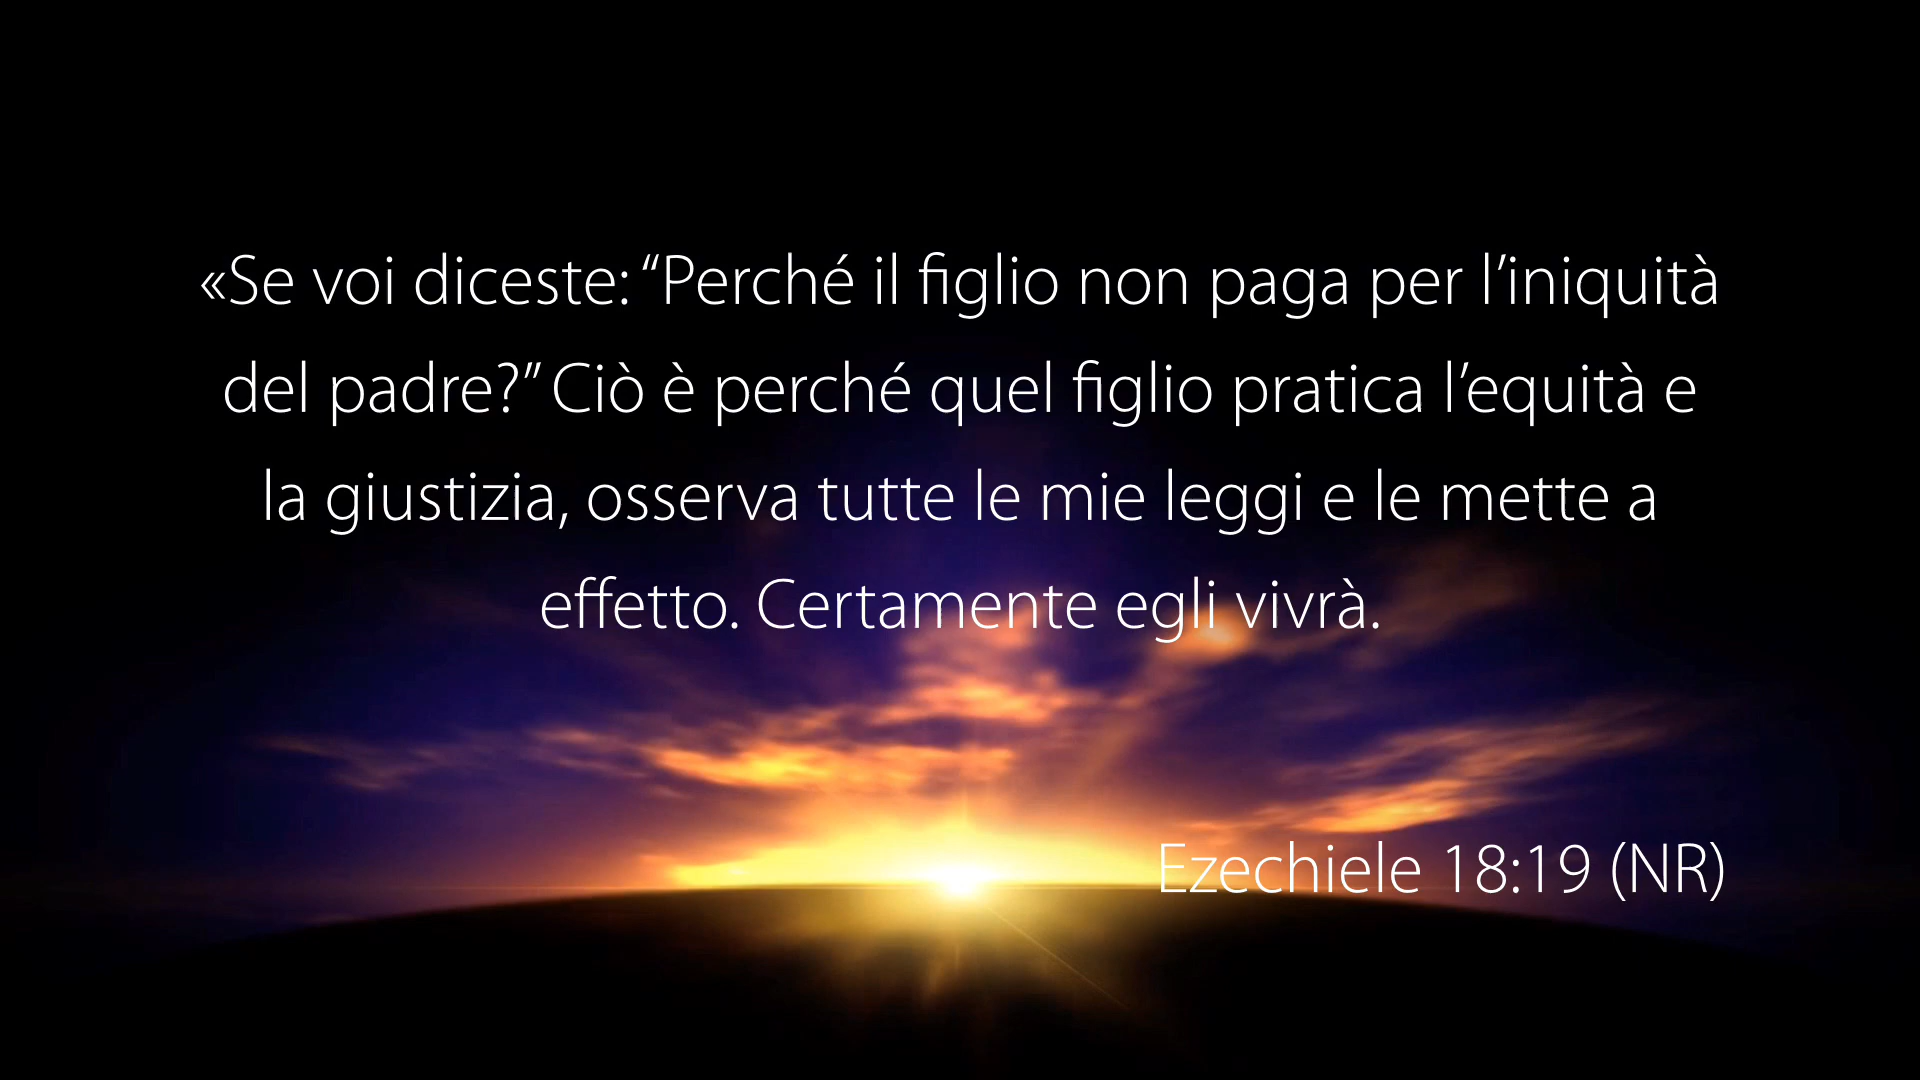 «Se voi diceste: “Perché il figlio non paga per l’iniquità
del padre?” Ciò è perché quel figlio pratica l’equità e
la giustizia, osserva tutte le mie leggi e le mette a
effetto. Certamente egli vivrà.
Ezechiele 18:19 (NR)